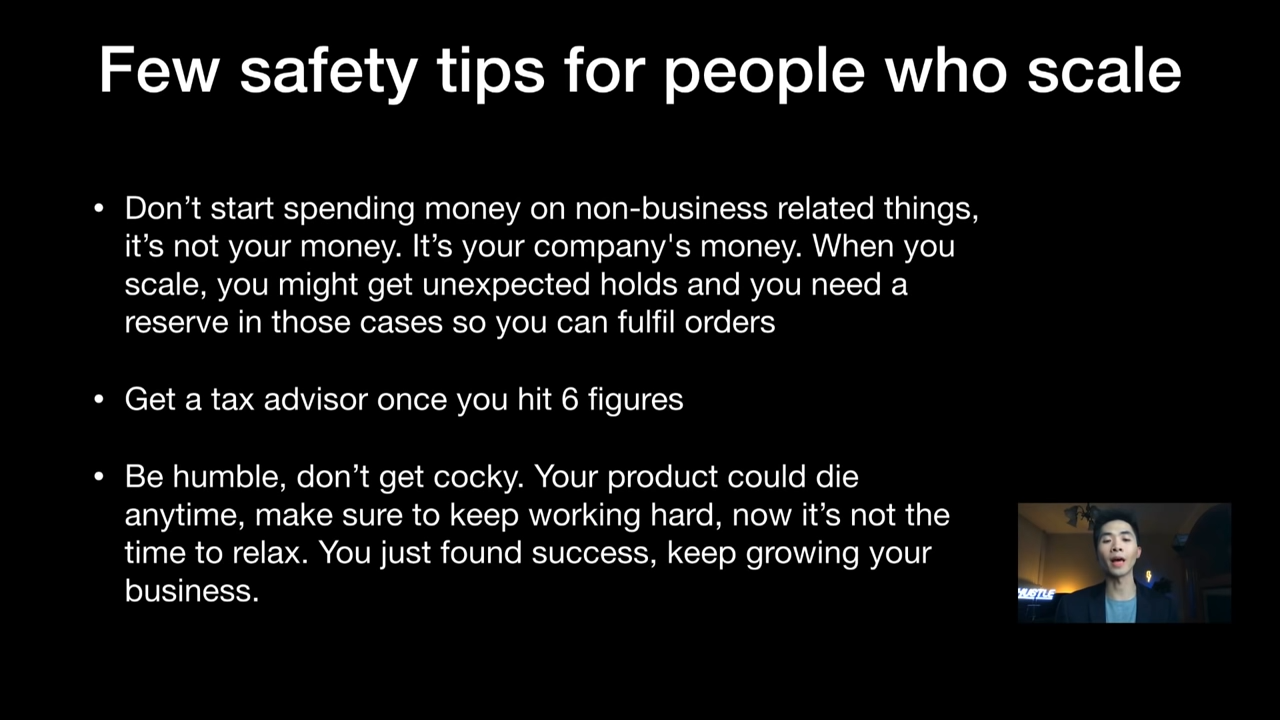 Few safety tips for people who scale
• Don’t start spending money on non-business related things,
it’s not your money. It’s your company's money. When you
scale, you might get unexpected holds and you need a
reserve in those cases so you can fulfil orders
• Get a tax advisor once you hit 6 figures
• Be humble, don’t get cocky. Your product could die
anytime, make sure to keep working hard, now it’s not the
time to relax. You just found success, keep growing your
business.
HUSTLE